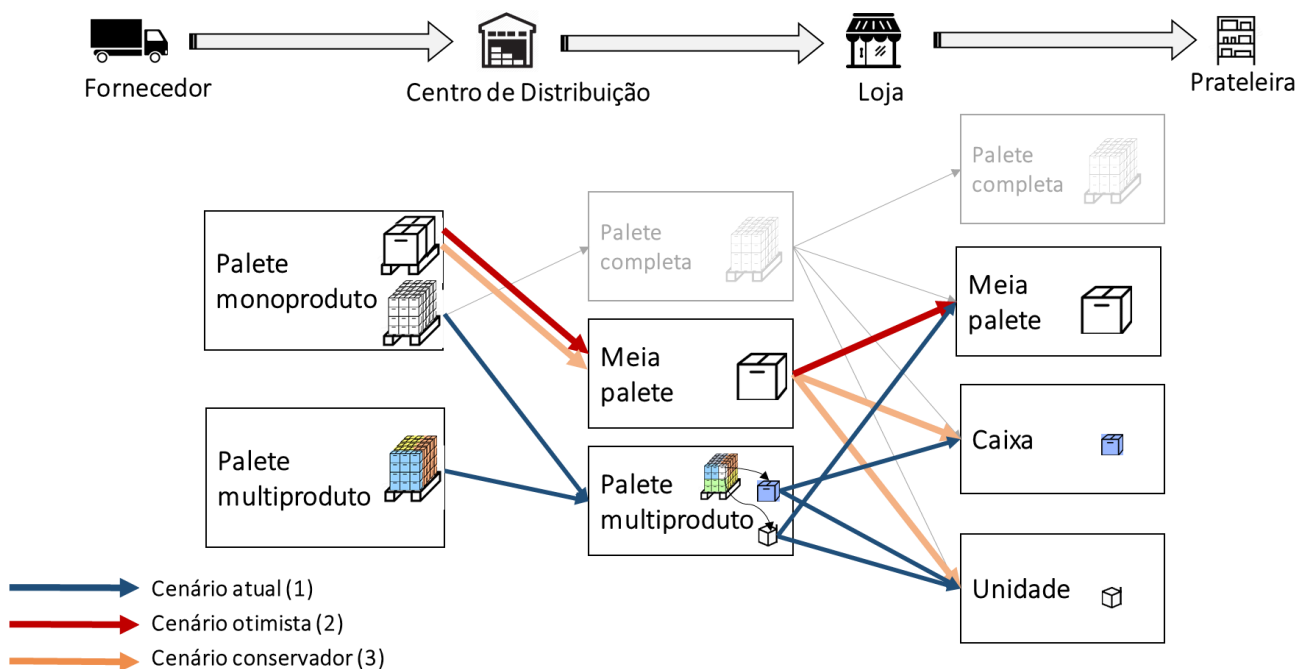 Fornecedor
Centro de Distribuição
Loja
Prateleira
Palete
monoproduto
Palete
multiproduto
Palete
completa
Meia
palete
Palete
multiproduto
Palete
completa
Meia
palete
Caixa
Unidade
Cenário atual (1)
Cenário otimista (2)
Cenário conservador (3)